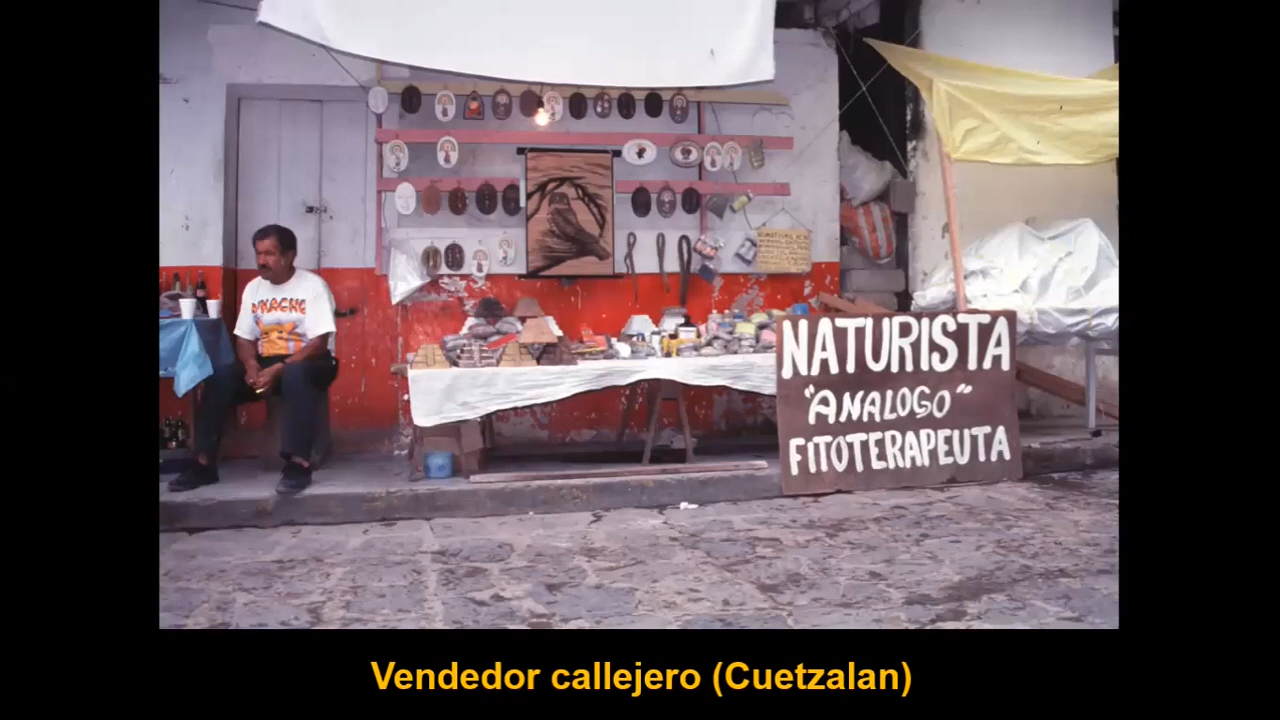 NATURISTA
"ANALOGO"
FITOTERAPEUTA
Vendedor callejero (Cuetzalan)